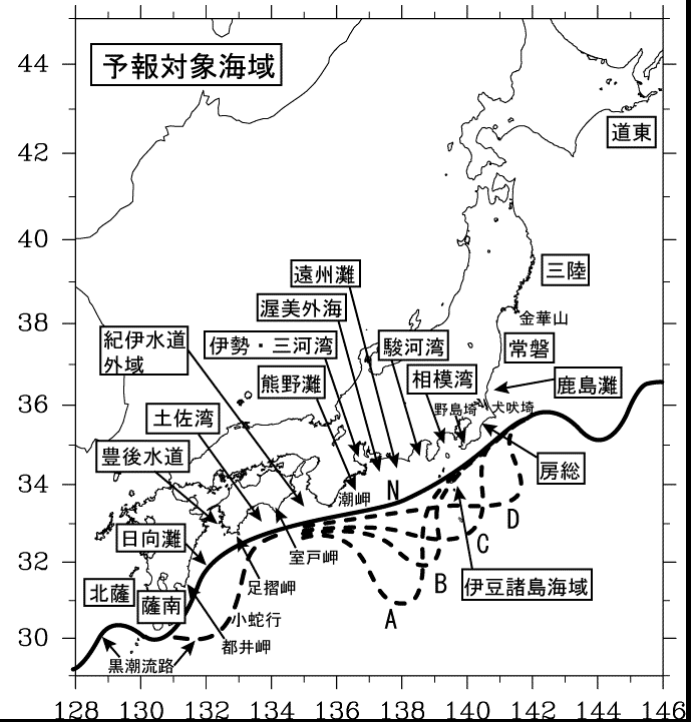 予報対象海域
44
道東
42
40
遠州灘
三陸
渥美外海
金華山
38
紀伊水道
外域
伊勢・三河湾
駿河湾
常磐
熊野灘
相模湾
鹿島灘
36
土佐湾
野島埼
犬吠埼
豊後水道
房総
34
潮岬
N
D
日向灘
室戸岬
C
32
北薩
薩南
足摺岬
B
伊豆諸島海域
小蛇行
A
30
都井岬
黒潮流路
128 130 132 134 136 138 140 142 144 146